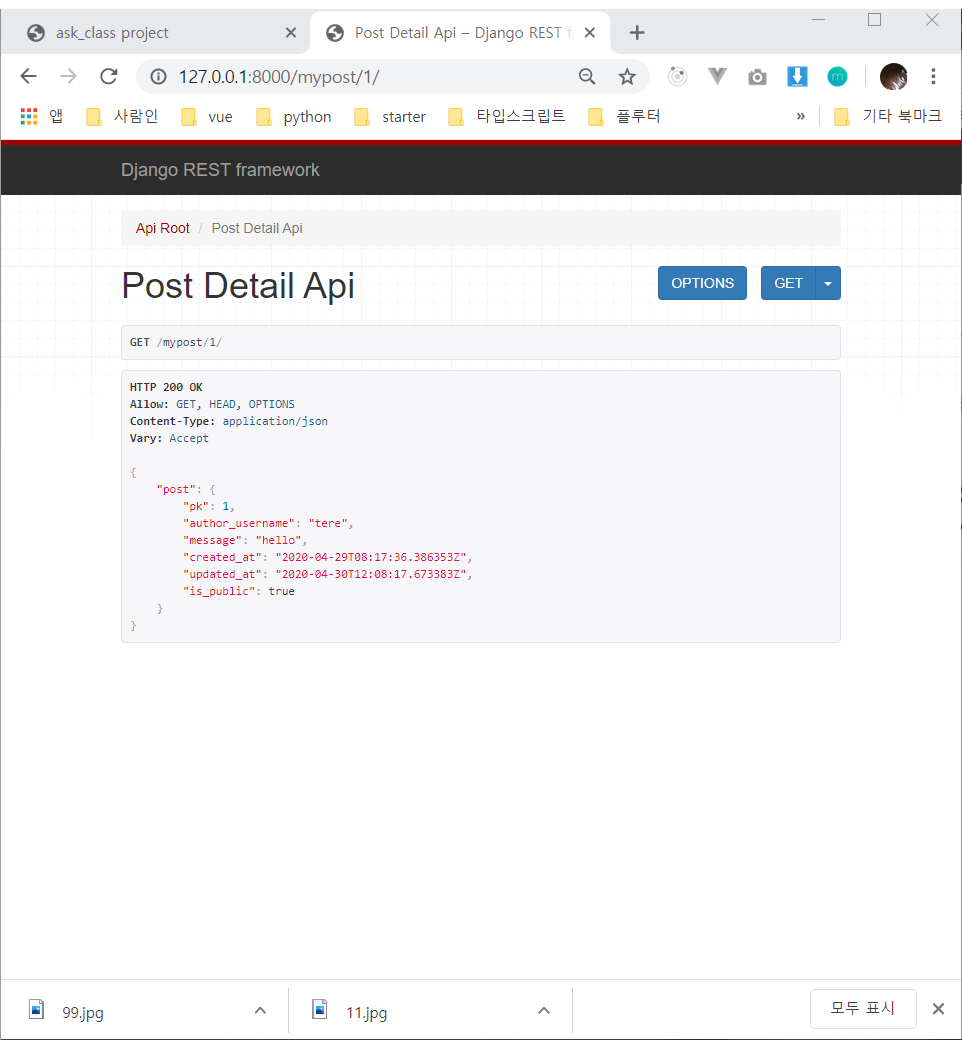 ask_class project
Post Detail Api – Django REST f
127.0.0.1:8000/mypost/1/
앱 사람인 vue python starter 타입스크립트 플루터 » 기타 북마크
Django REST framework
Api Root / Post Detail Api
Post Detail Api OPTIONS GET
GET /mypost/1/
HTTP 200 OK
Allow: GET, HEAD, OPTIONS
Content-Type: application/json
Vary: Accept
{
"post": {
"pk": 1,
"author_username": "tere",
"message": "hello",
"created_at": "2020-04-29T08:17:36.386353Z",
"updated_at": "2020-04-30T12:08:17.673383Z",
"is_public": true
}
}
99.jpg 11.jpg 모두 표시